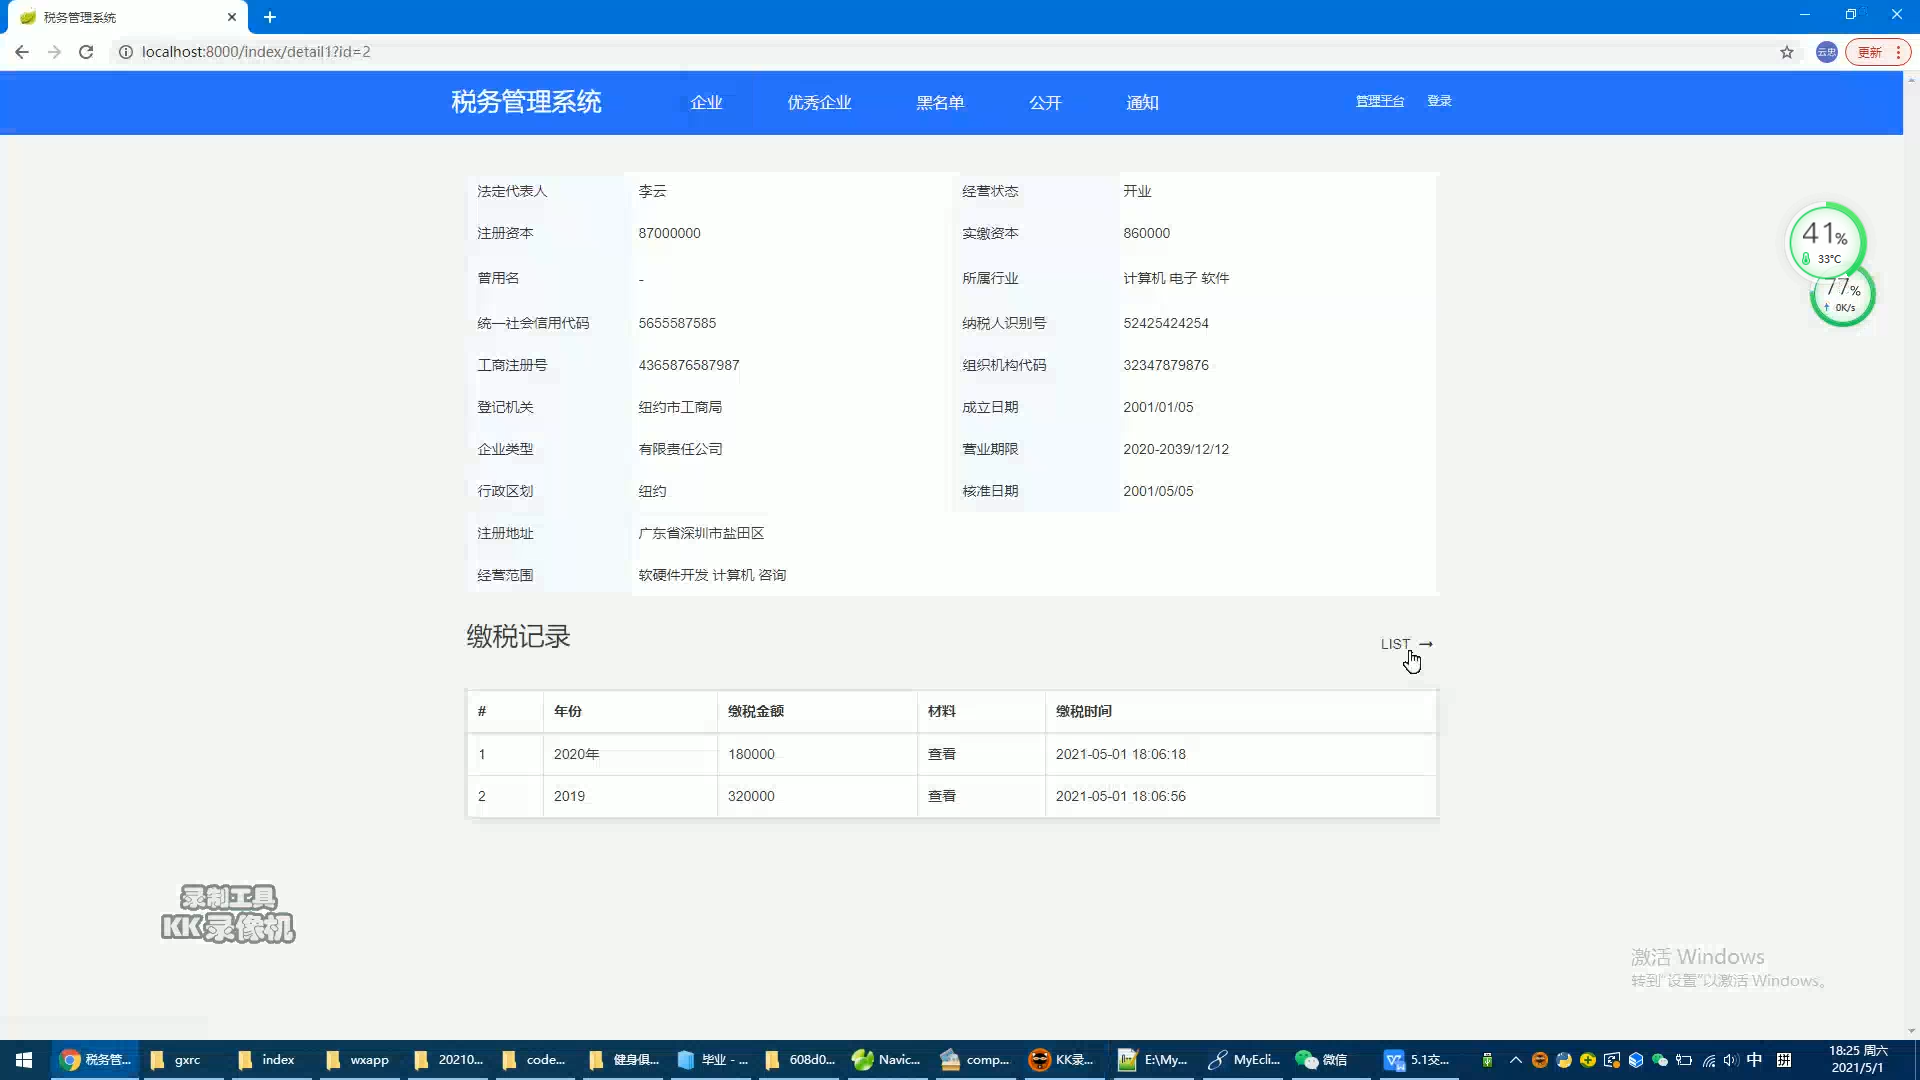 税务管理系统
localhost:8000/index/detail1?id=2
云忠
更新
税务管理系统 企业 优秀企业 黑名单 公开 通知 管理平台 登录
法定代表人 李云 经营状态 开业
注册资本 87000000 实缴资本 860000
曾用名 - 所属行业 计算机 电子 软件
统一社会信用代码 5655587585 纳税人识别号 52425424254
工商注册号 4365876587987 组织机构代码 32347879876
登记机关 纽约市工商局 成立日期 2001/01/05
企业类型 有限责任公司 营业期限 2020-2039/12/12
行政区划 纽约 核准日期 2001/05/05
注册地址 广东省深圳市盐田区
经营范围 软硬件开发 计算机 咨询
41%
33℃
77%
0K/s
缴税记录
LIST →
# 年份 缴税金额 材料 缴税时间
1 2020年 180000 查看 2021-05-01 18:06:18
2 2019 320000 查看 2021-05-01 18:06:56
录制工具
KK录像机
激活 Windows
转到"设置"以激活 Windows。
税务管... gxrc index wxapp 20210... code... 健身俱... 毕业 - ... 608d0... Navic... comp... KK录... E:\My... MyEcli... 微信 5.1交... 中 拼
18:25 周六
2021/5/1